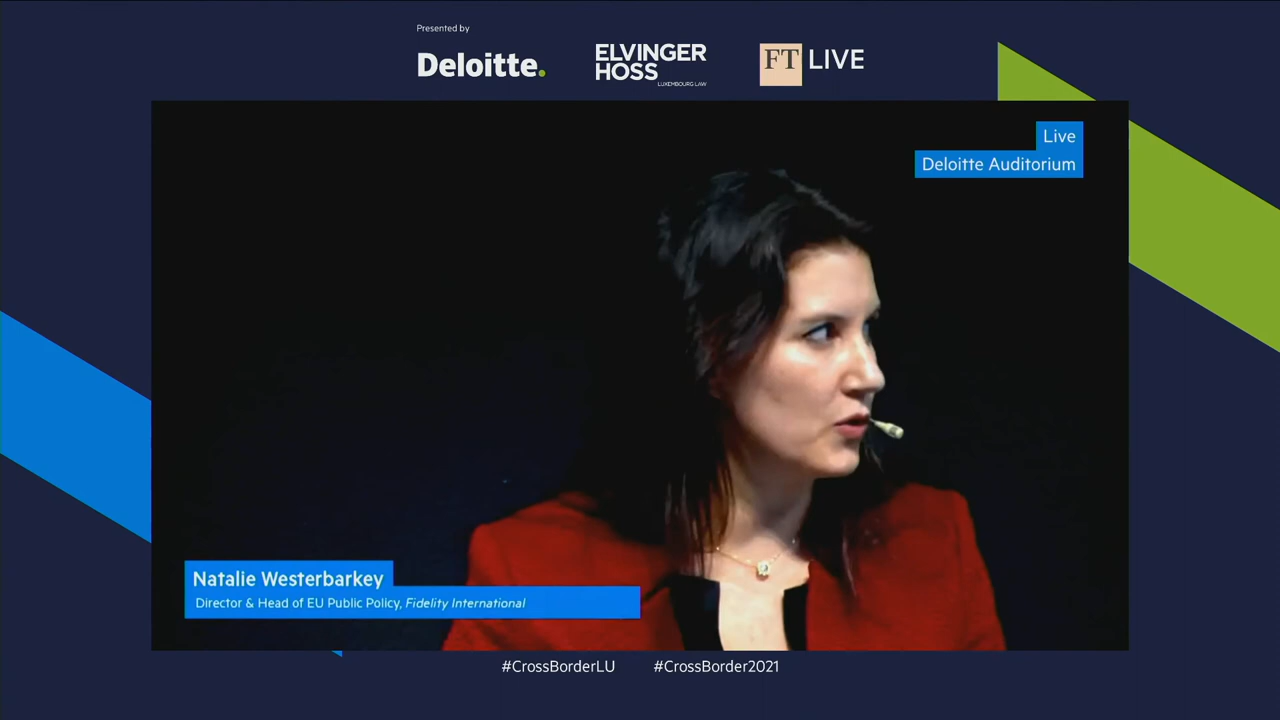 Presented by
Deloitte.
ELVINGER
HOSS
LUXEMBOURG LAW
FT LIVE
Live
Deloitte Auditorium
Natalie Westerbarkey
Director & Head of EU Public Policy, Fidelity International
#CrossBorderLU #CrossBorder2021